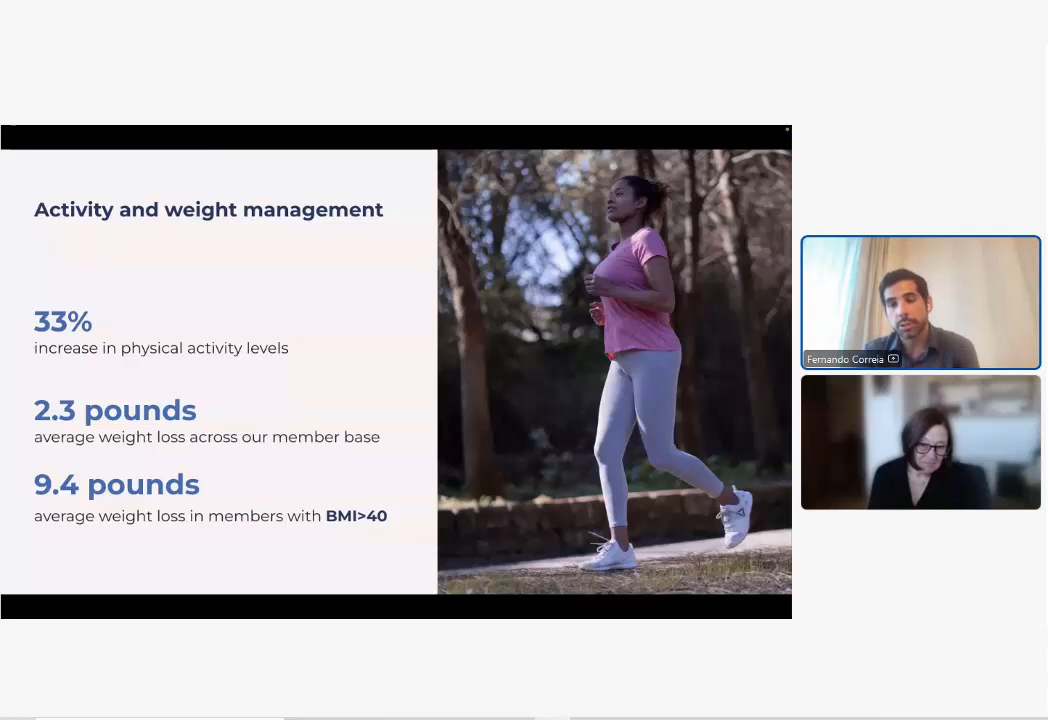 Activity and weight management
33%
increase in physical activity levels
2.3 pounds
average weight loss across our member base
9.4 pounds
average weight loss in members with BMI>40
Fernando Correia